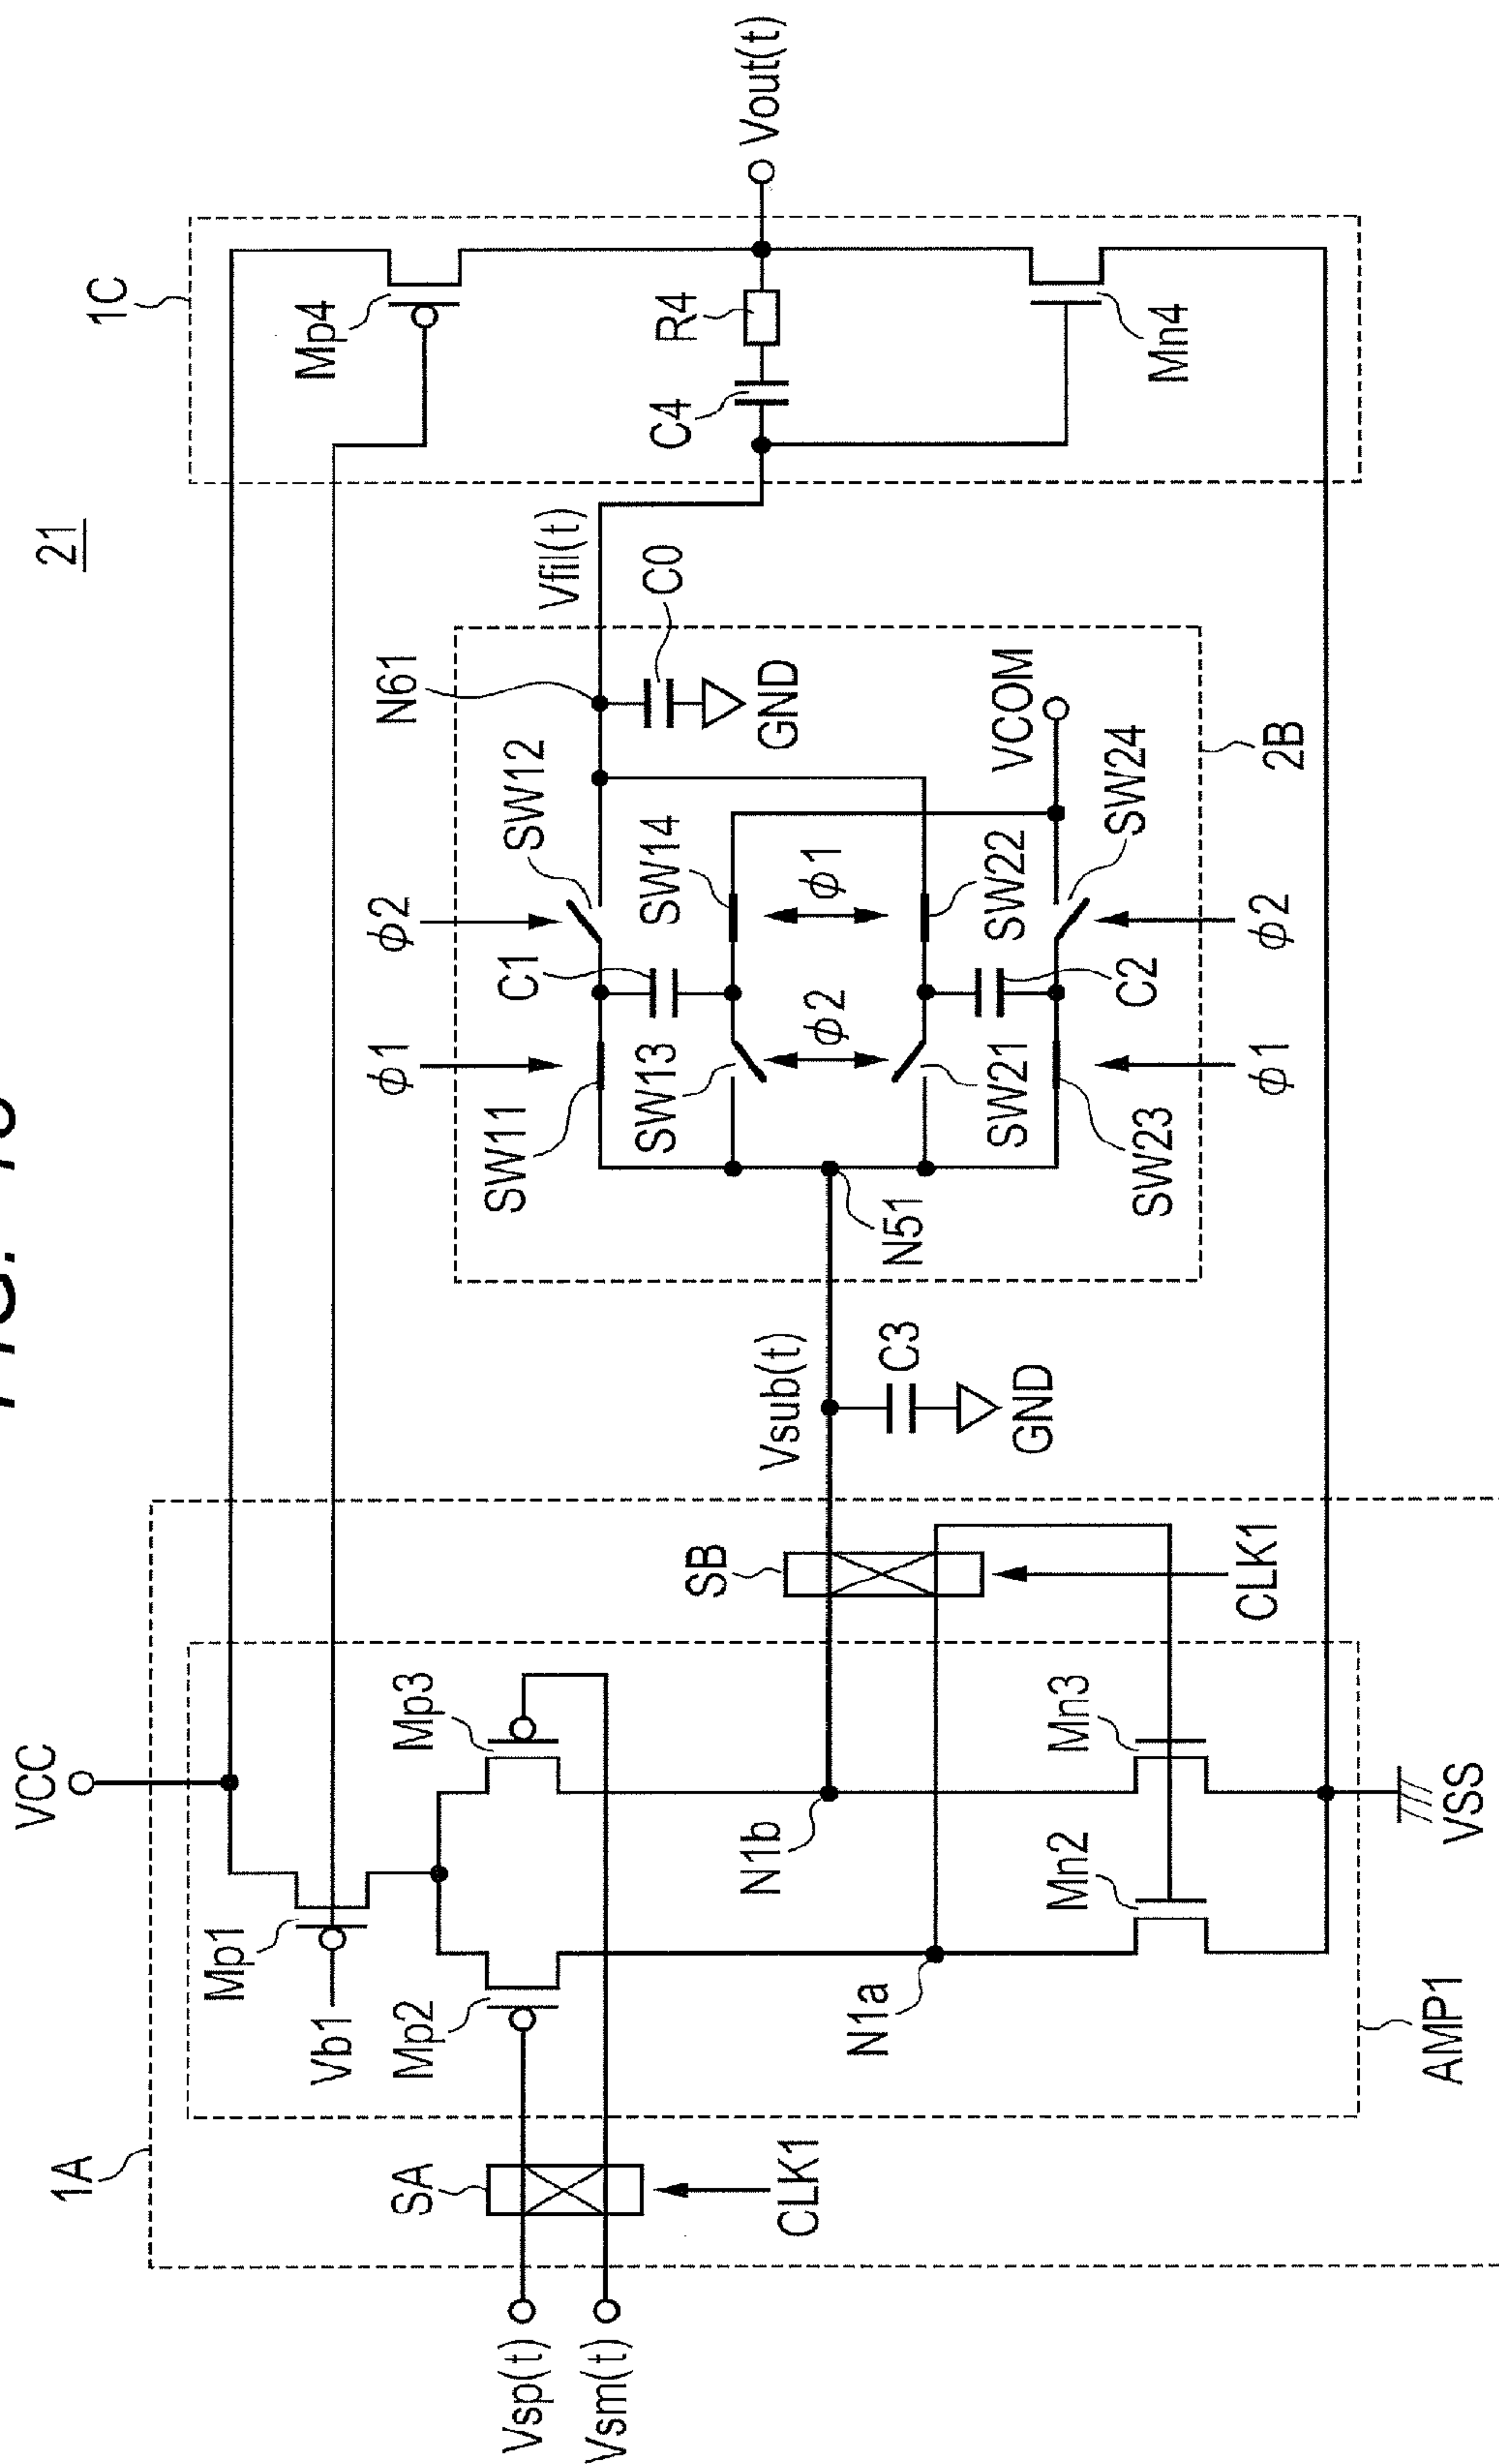 21
VCC
1A
1C
Mp1
Vb1
Mp2
Mp3
Mp4
SA
Vsp(t)
Vsm(t)
CLK1
N1b
N1a
Mn2
Mn3
AMP1
VSS
SB
CLK1
Vsub(t)
C3
GND
N51
φ1
φ2
SW11
SW12
C1
SW13
SW14
φ2
φ1
SW21
SW22
C2
SW23
SW24
φ1
φ2
N61
Vfil(t)
C0
GND
VCOM
2B
C4
R4
Mn4
Vout(t)